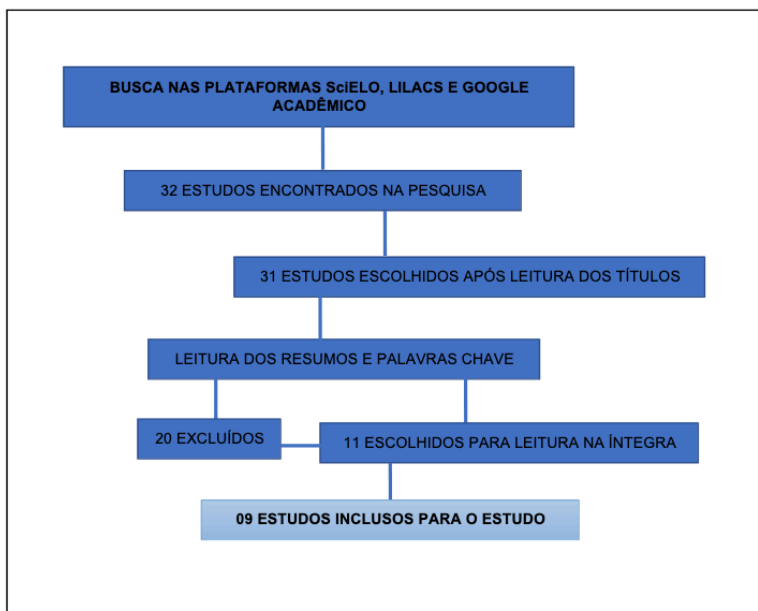 BUSCA NAS PLATAFORMAS SciELO, LILACS E GOOGLE
ACADÊMICO
32 ESTUDOS ENCONTRADOS NA PESQUISA
31 ESTUDOS ESCOLHIDOS APÓS LEITURA DOS TÍTULOS
LEITURA DOS RESUMOS E PALAVRAS CHAVE
20 EXCLUÍDOS
11 ESCOLHIDOS PARA LEITURA NA ÍNTEGRA
09 ESTUDOS INCLUSOS PARA O ESTUDO